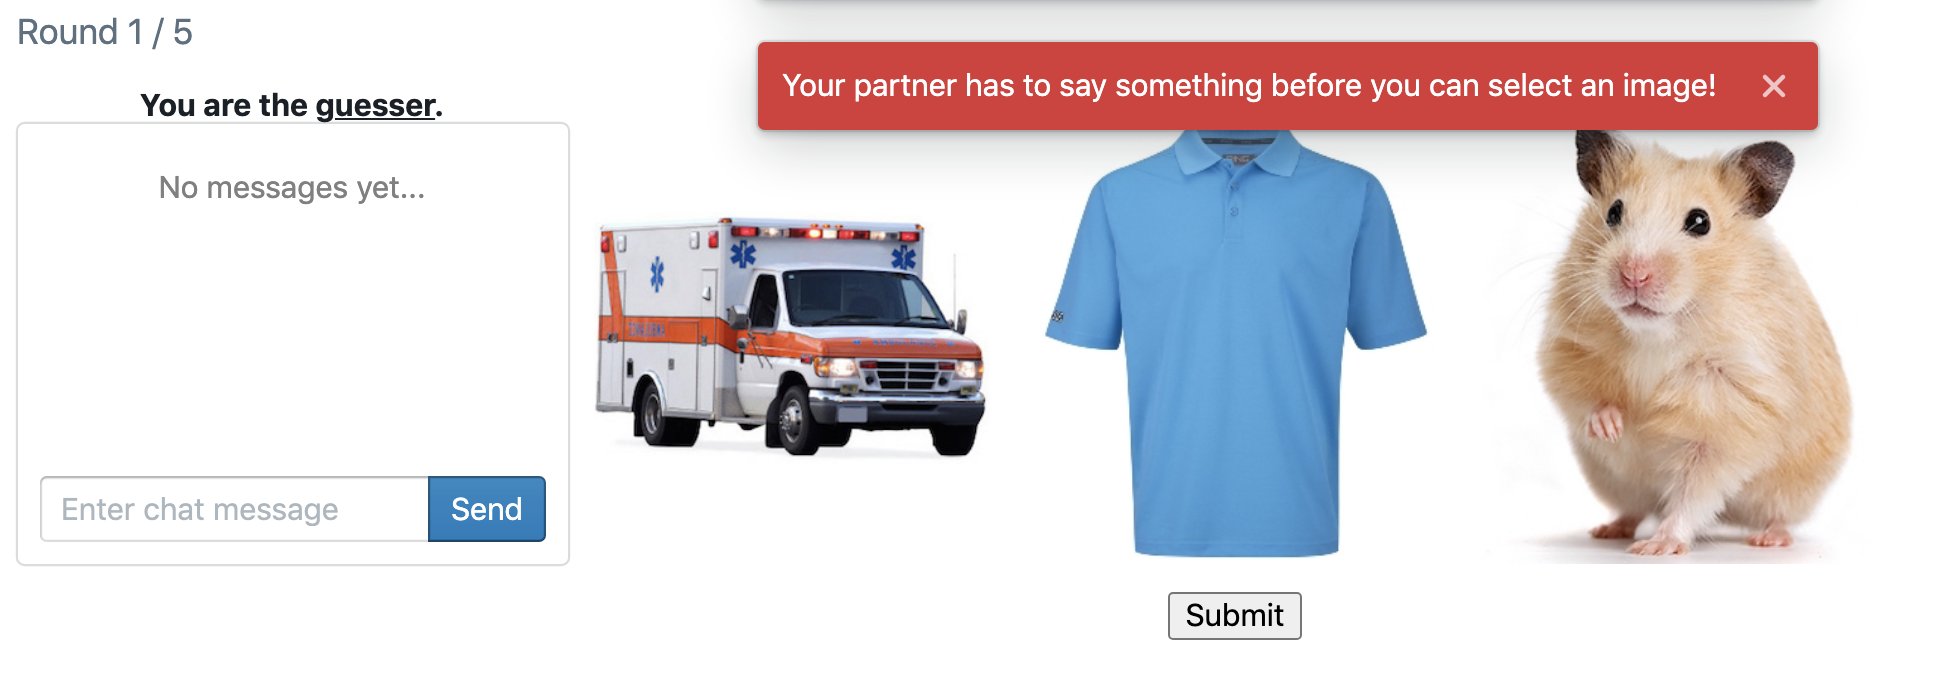 Round 1 / 5
Your partner has to say something before you can select an image!
You are the guesser.
No messages yet...
Enter chat message
Send
Submit